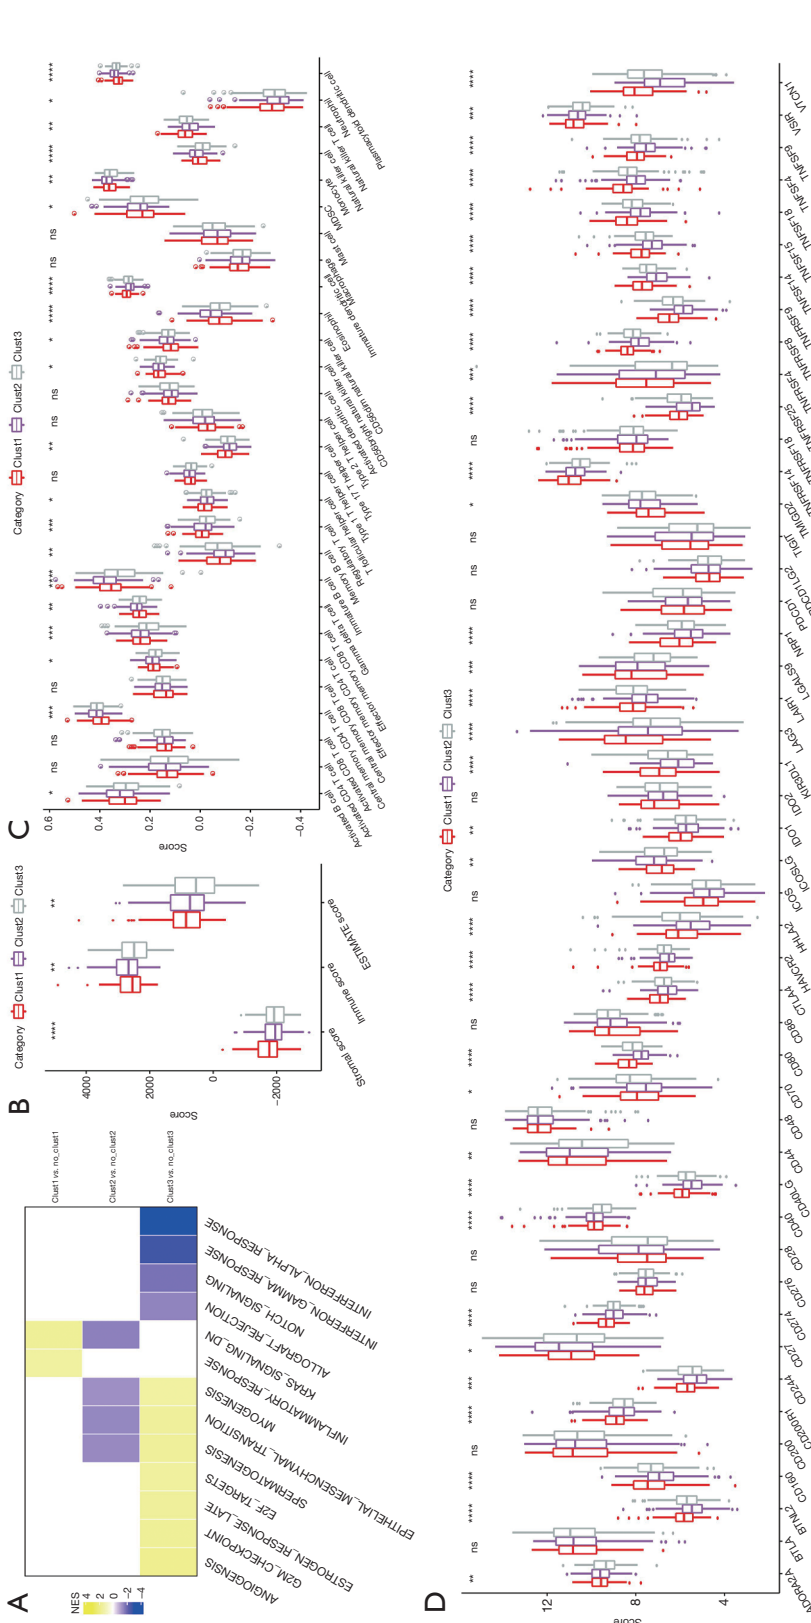 A
NES
4
2
0
−2
−4
Clust1 vs. no_clust1
Clust2 vs. no_clust2
Clust3 vs. no_clust3
ANGIOGENSIS
G2M_CHECKPOINT
ESTROGEN_RESPONSE_LATE
E2F_TARGETS
SPERMATOGENESIS
EPITHELIAL_MESENCHYMAL_TRANSITION
MYOGENESIS
INFLAMMATORY_RESPONSE
KRAS_SIGNALING_DN
ALLOGRAFT_REJECTION
NOTCH_SIGNALING
INTERFERON_GAMMA_RESPONSE
INTERFERON_ALPHA_RESPONSE
B
Category Clust1 Clust2 Clust3
**** ** **
Score
4000
2000
0
−2000
Stromal score
Immune score
ESTIMATE score
C
Category Clust1 Clust2 Clust3
Score
0.6
0.4
0.2
0.0
−0.2
−0.4
Activated B cell
Activated CD4 T cell
Activated CD8 T cell
Central memory CD4 T cell
Central memory CD8 T cell
Effector memory CD4 T cell
Effector memory CD8 T cell
Gamma delta T cell
Immature B cell
Memory B cell
Regulatory T cell
T follicular helper cell
Type 1 T helper cell
Type 17 T helper cell
Type 2 T helper cell
Activated dendritic cell
CD56bright natural killer cell
CD56dim natural killer cell
Eosinophil
Immature dendritic cell
Macrophage
Mast cell
MDSC
Monocyte
Natural killer cell
Natural killer T cell
Neutrophil
Plasmacytoid dendritic cell
D
Category Clust1 Clust2 Clust3
Score
12
8
4
ADORA2A
BTLA
BTNL2
CD160
CD200
CD200R1
CD244
CD27
CD274
CD276
CD28
CD40
CD40LG
CD44
CD48
CD70
CD80
CD86
CTLA4
HAVCR2
HHLA2
ICOS
ICOSLG
IDO1
IDO2
KIR3DL1
LAG3
LAIR1
LGALS9
NRP1
PDCD1
PDCD1LG2
TIGIT
TMIGD2
TNFRSF14
TNFRSF18
TNFRSF25
TNFRSF4
TNFRSF8
TNFRSF9
TNFSF14
TNFSF15
TNFSF18
TNFSF4
TNFSF9
VSIR
VTCN1